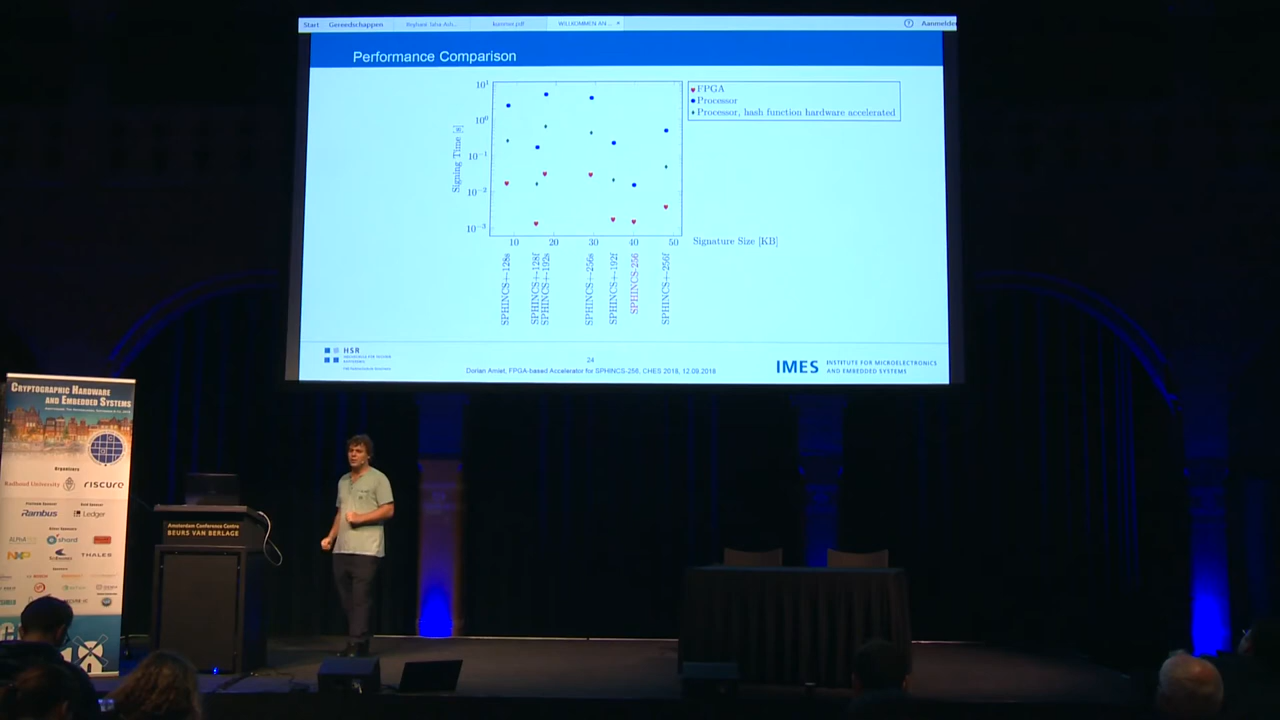 Start Gereedschappen kammer.pdf WILLKOMMEN AN ... × Aanmelden
Performance Comparison
10¹
10⁰
10⁻¹
10⁻²
10⁻³
Signing Time [s]
FPGA
Processor
Processor, hash function hardware accelerated
10 20 30 40 50
Signature Size [KB]
SPHINCS+-128s
SPHINCS+-128f
SPHINCS+-192s
SPHINCS+-256s
SPHINCS+-192f
SPHINCS-256
SPHINCS+-256f
HSR
24
Dorian Amiet, FPGA-based Accelerator for SPHINCS-256, CHES 2018, 12.09.2018
IMES INSTITUTE FOR MICROELECTRONICS
AND EMBEDDED SYSTEMS
CRYPTOGRAPHIC HARDWARE
AND EMBEDDED SYSTEMS
Organizers
Radboud University riscure
Rambus Ledger
shard
NXP THALES
Amsterdam Conference Centre
BEURS VAN BERLAGE